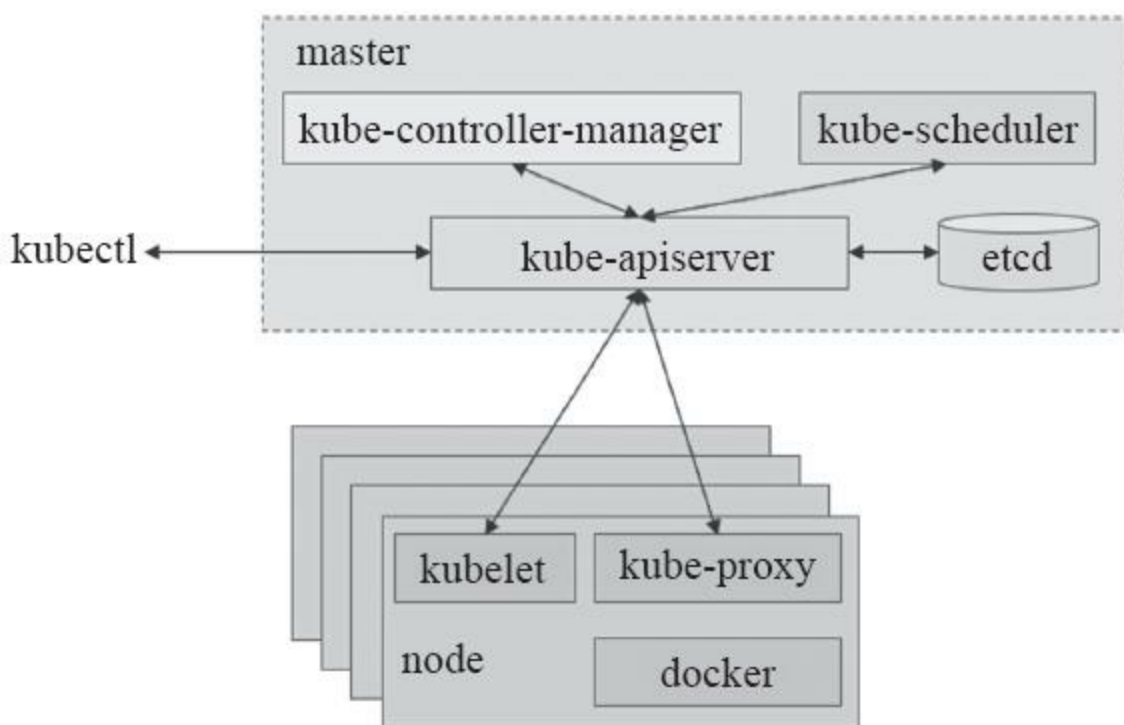 master
kube-controller-manager
kube-scheduler
kubectl
kube-apiserver
etcd
kubelet
kube-proxy
node
docker